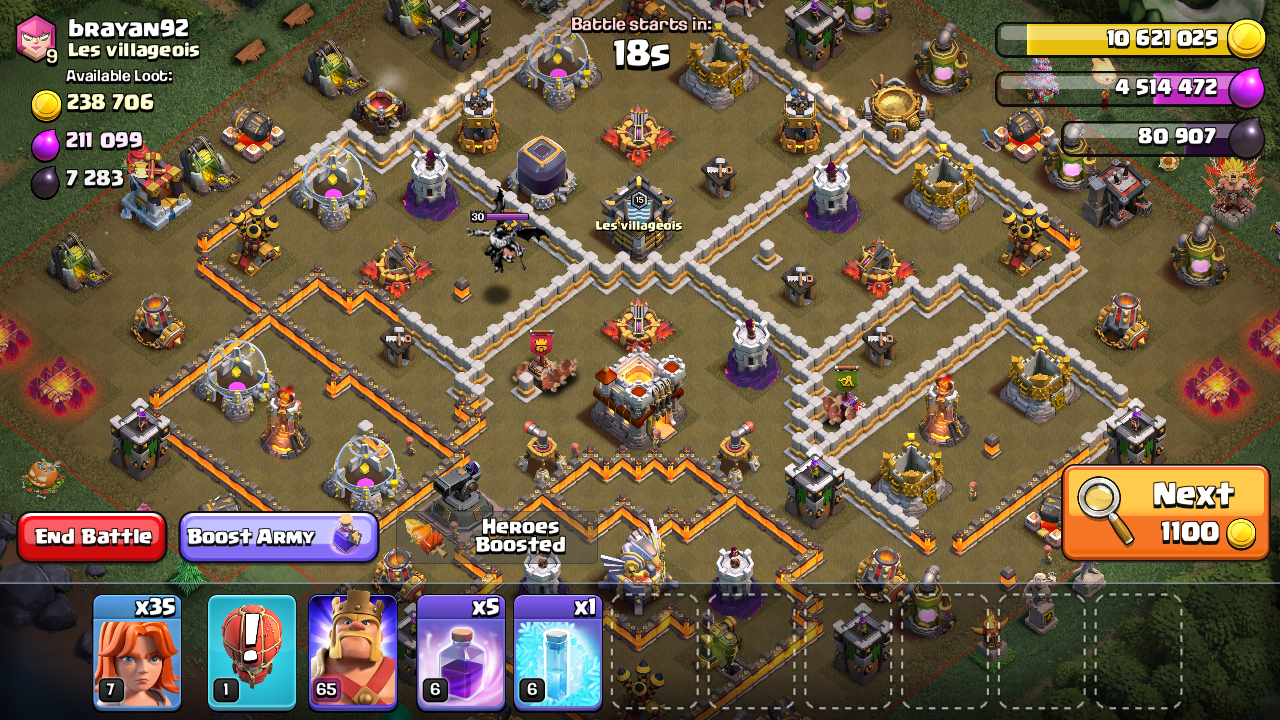 brayan92
9
Les villageois
Available Loot:
238 706
211 099
7 283
Battle starts in:
18s
10 621 025
4 514 472
80 907
30
15
Les villageois
End Battle
Boost Army
Heroes
Boosted
Next
1100
x35
7
!
1
65
x5
6
x1
6